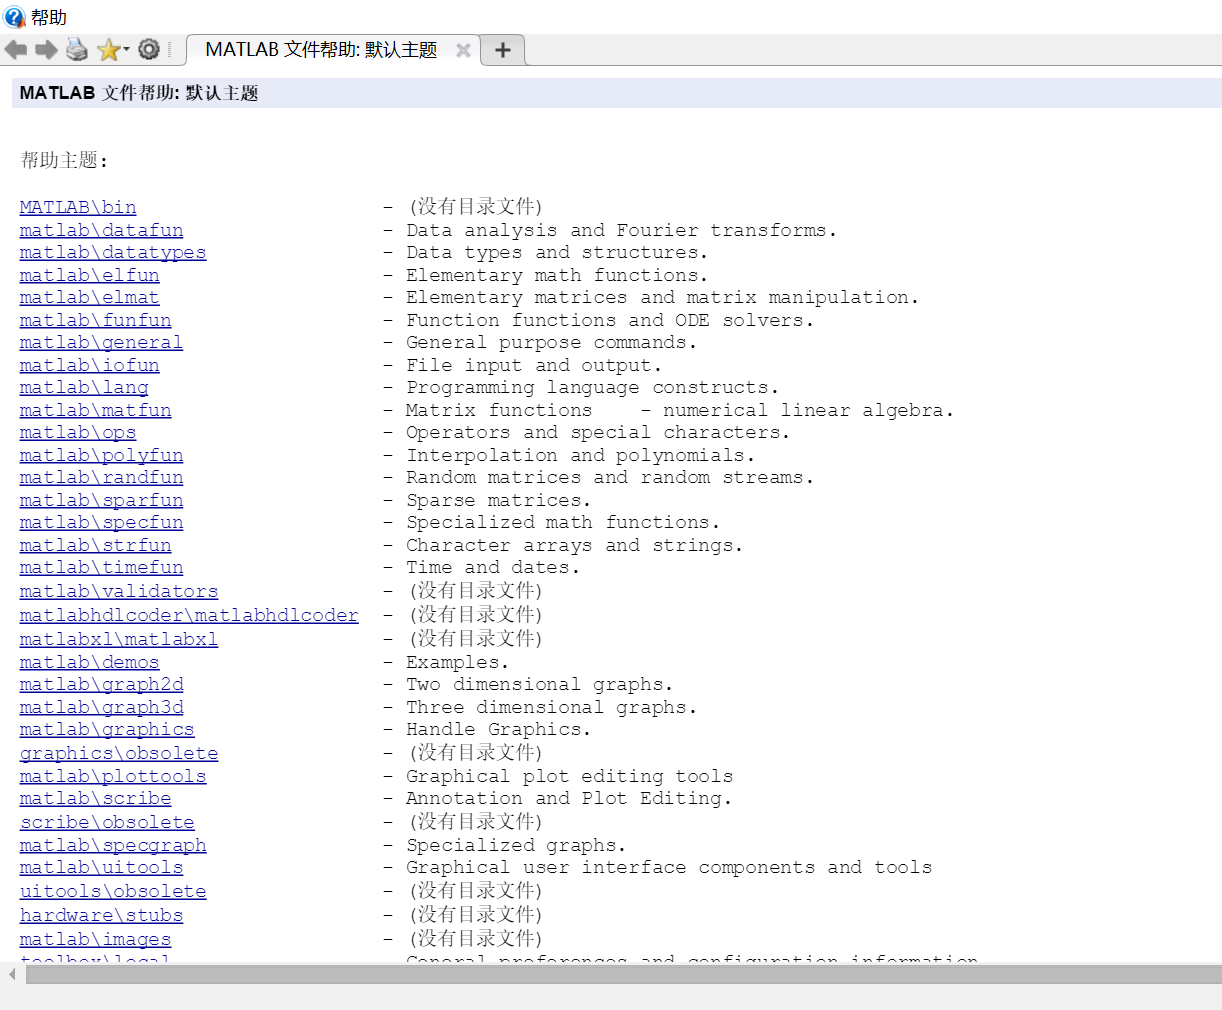 帮助
MATLAB 文件帮助: 默认主题
MATLAB 文件帮助: 默认主题
帮助主题:
MATLAB\bin - (没有目录文件)
matlab\datafun - Data analysis and Fourier transforms.
matlab\datatypes - Data types and structures.
matlab\elfun - Elementary math functions.
matlab\elmat - Elementary matrices and matrix manipulation.
matlab\funfun - Function functions and ODE solvers.
matlab\general - General purpose commands.
matlab\iofun - File input and output.
matlab\lang - Programming language constructs.
matlab\matfun - Matrix functions - numerical linear algebra.
matlab\ops - Operators and special characters.
matlab\polyfun - Interpolation and polynomials.
matlab\randfun - Random matrices and random streams.
matlab\sparfun - Sparse matrices.
matlab\specfun - Specialized math functions.
matlab\strfun - Character arrays and strings.
matlab\timefun - Time and dates.
matlab\validators - (没有目录文件)
matlabhdlcoder\matlabhdlcoder - (没有目录文件)
matlabxl\matlabxl - (没有目录文件)
matlab\demos - Examples.
matlab\graph2d - Two dimensional graphs.
matlab\graph3d - Three dimensional graphs.
matlab\graphics - Handle Graphics.
graphics\obsolete - (没有目录文件)
matlab\plottools - Graphical plot editing tools
matlab\scribe - Annotation and Plot Editing.
scribe\obsolete - (没有目录文件)
matlab\specgraph - Specialized graphs.
matlab\uitools - Graphical user interface components and tools
uitools\obsolete - (没有目录文件)
hardware\stubs - (没有目录文件)
matlab\images - (没有目录文件)
toolbox\local - General preferences and configuration information